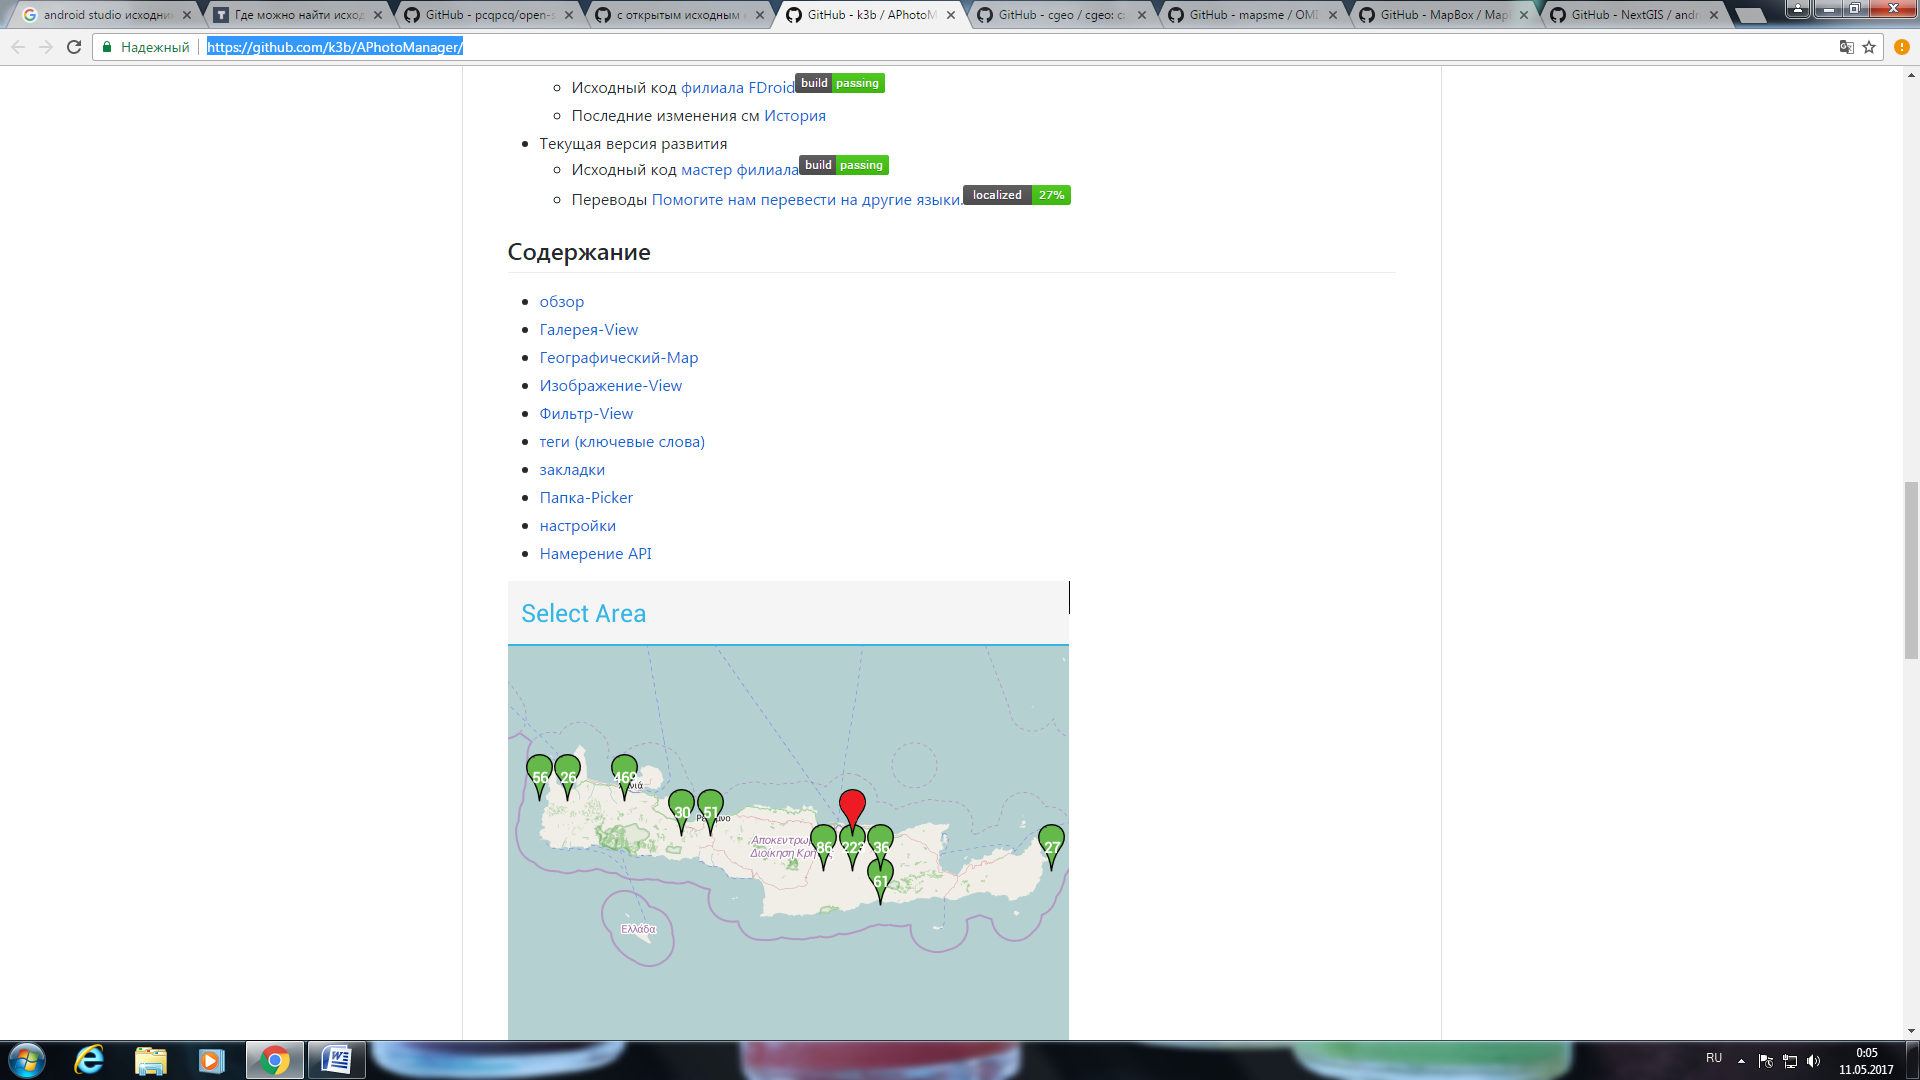 android studio исходни
Где можно найти исход
GitHub - pcqpcq/open-s
с открытым исходным
GitHub - k3b / APhotoM
GitHub - cgeo / cgeo: c
GitHub - mapsme / OMI
GitHub - MapBox / Map
GitHub - NextGIS / andr
Надежный https://github.com/k3b/APhotoManager/
Исходный код филиала FDroid build passing
Последние изменения см История
Текущая версия развития
Исходный код мастер филиала build passing
Переводы Помогите нам перевести на другие языки. localized 27%
Содержание
обзор
Галерея-View
Географический-Map
Изображение-View
Фильтр-View
теги (ключевые слова)
закладки
Папка-Picker
настройки
Намерение API
Select Area
56 26 469
30 51
86 223 36 27
61
Αποκεντρω
Διοίκηση Κρή
Ελλάδα
RU
0:05
11.05.2017